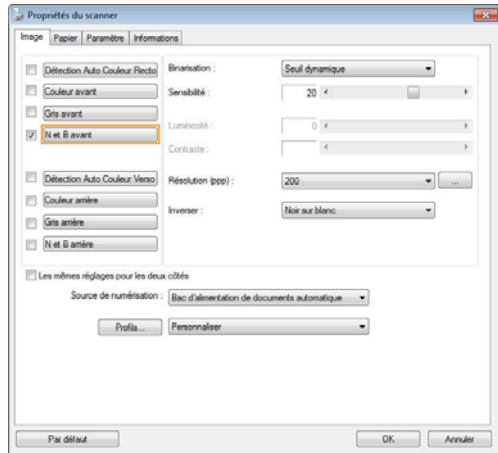 Propriétés du scanner
Image Papier Paramètre Informations
Détection Auto Couleur Recto
Couleur avant
Gris avant
N et B avant
Détection Auto Couleur Verso
Couleur arrière
Gris arrière
N et B arrière
Binarisation : Seuil dynamique
Sensibilité : 20
Luminosité : 0
Contraste :
Résolution (ppp) : 200 ...
Inverser : Noir sur blanc
Les mêmes réglages pour les deux côtés
Source de numérisation : Bac d'alimentation de documents automatique
Profils... Personnaliser
Par défaut OK Annuler